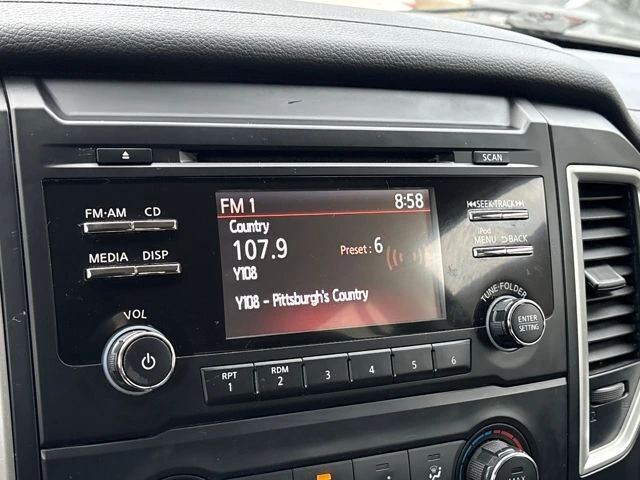 SCAN
FM·AM CD
MEDIA DISP
VOL
FM 1 8:58
Country
107.9
Preset : 6
Y108
Y108 - Pittsburgh's Country
SEEK·TRACK
iPod
MENU BACK
TUNE·FOLDER
ENTER
SETTING
RPT
1
RDM
2
3
4
5
6
MAX